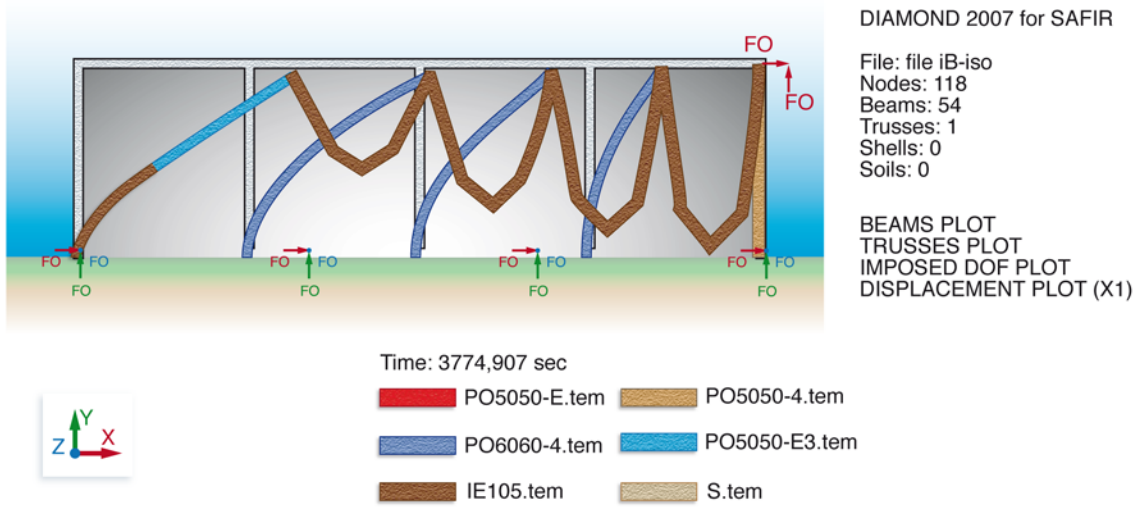 DIAMOND 2007 for SAFIR
File: file iB-iso
Nodes: 118
Beams: 54
Trusses: 1
Shells: 0
Soils: 0
BEAMS PLOT
TRUSSES PLOT
IMPOSED DOF PLOT
DISPLACEMENT PLOT (X1)
FO
FO
FO FO FO FO FO FO FO FO
FO FO FO FO
Time: 3774,907 sec
PO5050-E.tem PO5050-4.tem
PO6060-4.tem PO5050-E3.tem
IE105.tem S.tem
Y
Z X